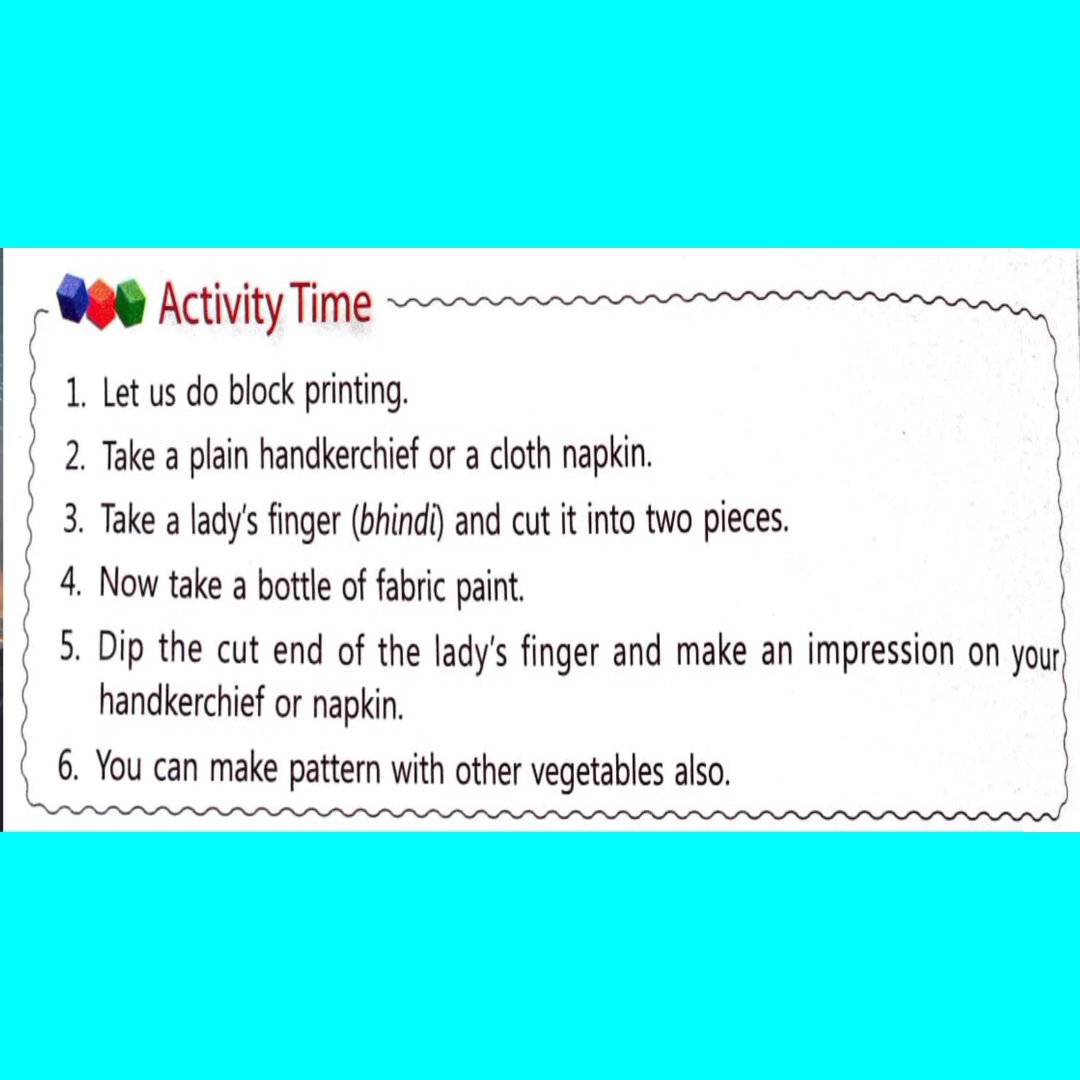 Activity Time
1. Let us do block printing.
2. Take a plain handkerchief or a cloth napkin.
3. Take a lady's finger (bhindi) and cut it into two pieces.
4. Now take a bottle of fabric paint.
5. Dip the cut end of the lady's finger and make an impression on your
handkerchief or napkin.
6. You can make pattern with other vegetables also.